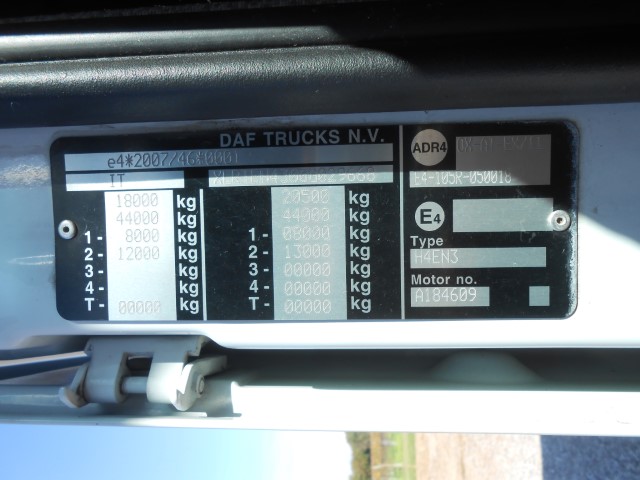 DAF TRUCKS N.V.
e4*2007/46*0001
IT
18000 kg 20500 kg
44000 kg 44000 kg
1- 8000 kg 1- 08000 kg
2- 12000 kg 2- 13000 kg
3- kg 3- 00000 kg
4- kg 4- 00000 kg
T- 00000 kg T- 00000 kg
ADR4
E4-105R-050018
E4
Type
H4EN3
Motor no.
A184609